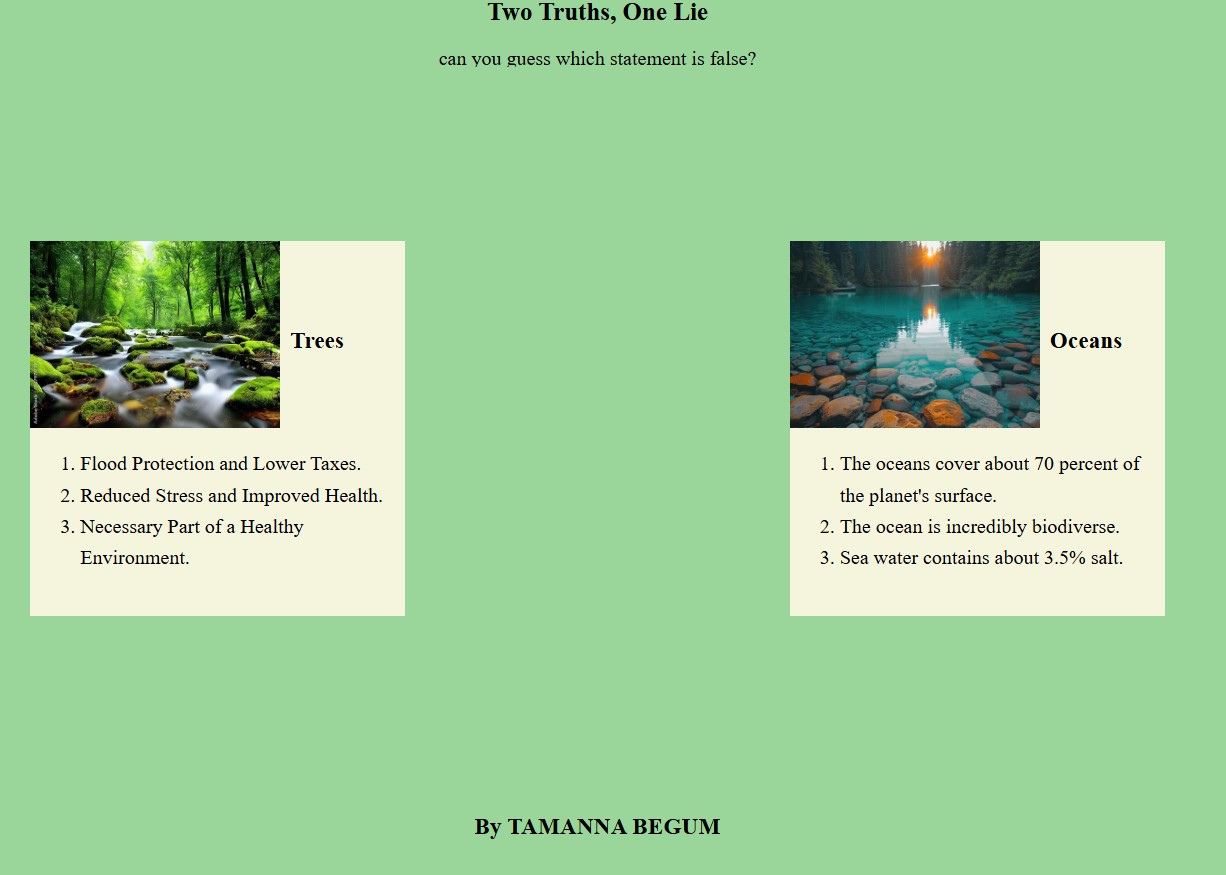 Two Truths, One Lie
can you guess which statement is false?
Trees
1. Flood Protection and Lower Taxes.
2. Reduced Stress and Improved Health.
3. Necessary Part of a Healthy
Environment.
Oceans
1. The oceans cover about 70 percent of
the planet's surface.
2. The ocean is incredibly biodiverse.
3. Sea water contains about 3.5% salt.
By TAMANNA BEGUM